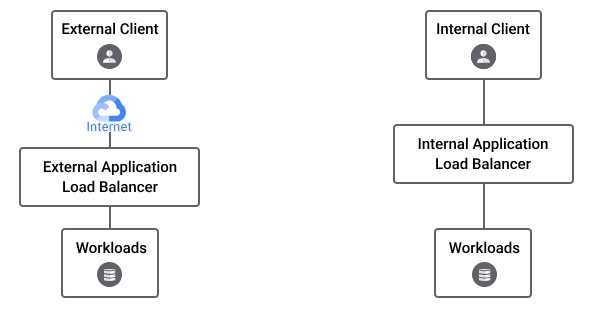 External Client
Internet
External Application
Load Balancer
Workloads
Internal Client
Internal Application
Load Balancer
Workloads